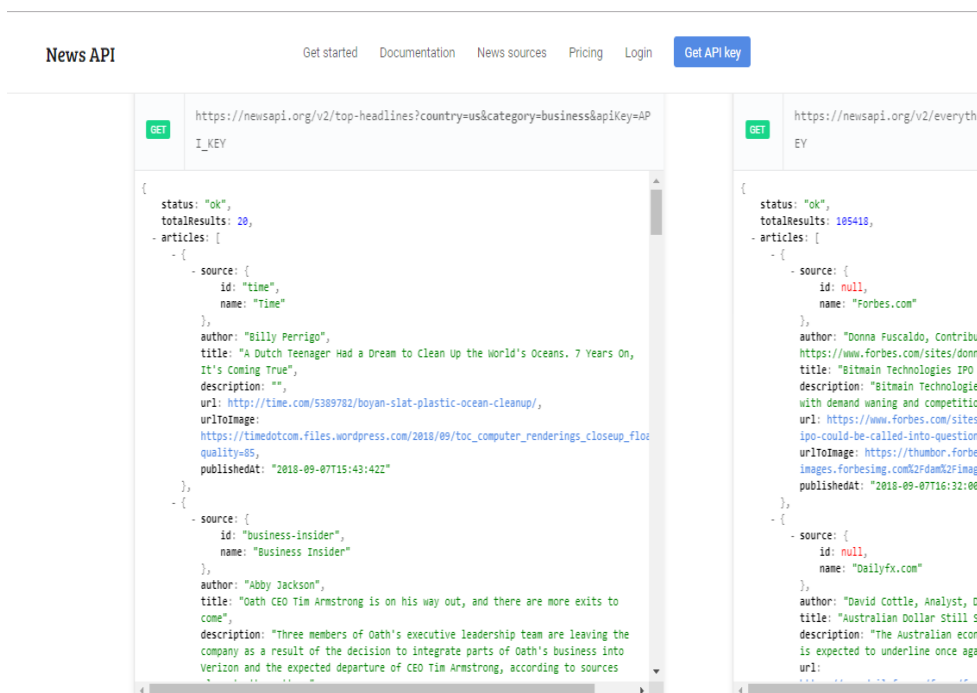 News API
Get started Documentation News sources Pricing Login Get API key
GET
https://newsapi.org/v2/top-headlines?country=us&category=business&apiKey=AP
I_KEY
{
status: "ok",
totalResults: 20,
- articles: [
- {
- source: {
id: "time",
name: "Time"
},
author: "Billy Perrigo",
title: "A Dutch Teenager Had a Dream to Clean Up the World's Oceans. 7 Years On,
It's Coming True",
description: "",
url: http://time.com/5389782/boyan-slat-plastic-ocean-cleanup/,
urlToImage:
https://timedotcom.files.wordpress.com/2018/09/toc_computer_renderings_closeup_floa
quality=85,
publishedAt: "2018-09-07T15:43:42Z"
},
- {
- source: {
id: "business-insider",
name: "Business Insider"
},
author: "Abby Jackson",
title: "Oath CEO Tim Armstrong is on his way out, and there are more exits to
come",
description: "Three members of Oath's executive leadership team are leaving the
company as a result of the decision to integrate parts of Oath's business into
Verizon and the expected departure of CEO Tim Armstrong, according to sources
GET
https://newsapi.org/v2/everyth
EY
{
status: "ok",
totalResults: 105418,
- articles: [
- {
- source: {
id: null,
name: "Forbes.com"
},
author: "Donna Fuscaldo, Contribu
https://www.forbes.com/sites/donn
title: "Bitmain Technologies IPO
description: "Bitmain Technologie
with demand waning and competitio
url: https://www.forbes.com/sites
ipo-could-be-called-into-question
urlToImage: https://thumbor.forbe
images.forbesimg.com%2Fdam%2Fimag
publishedAt: "2018-09-07T16:32:00
},
- {
- source: {
id: null,
name: "Dailyfx.com"
},
author: "David Cottle, Analyst, D
title: "Australian Dollar Still S
description: "The Australian econ
is expected to underline once aga
url: